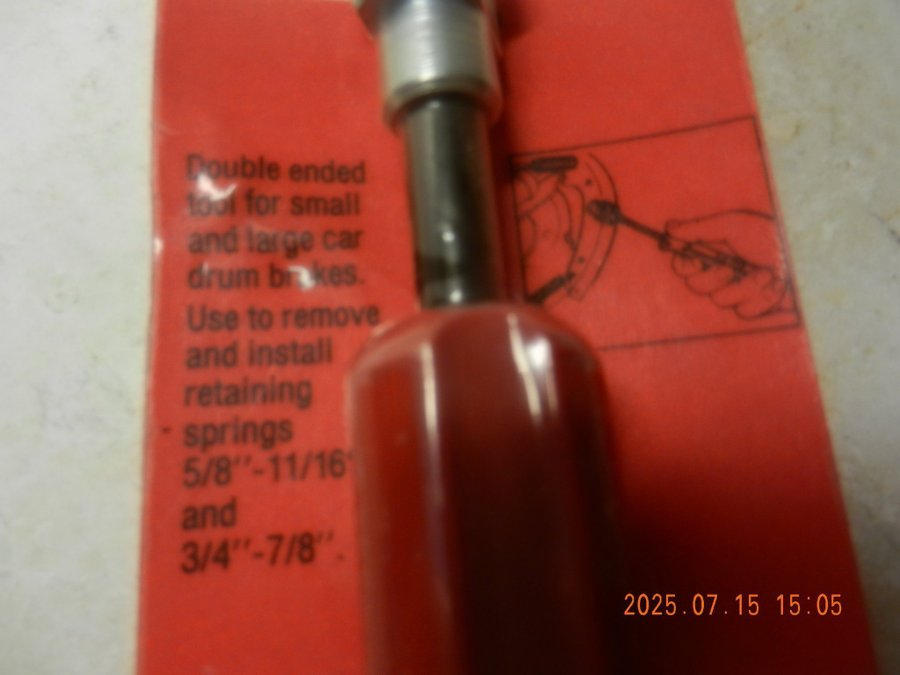 Double ended
tool for small
and large car
drum brakes.
Use to remove
and install
retaining
springs
5/8''-11/16'
and
3/4''-7/8''.
2025.07.15 15:05